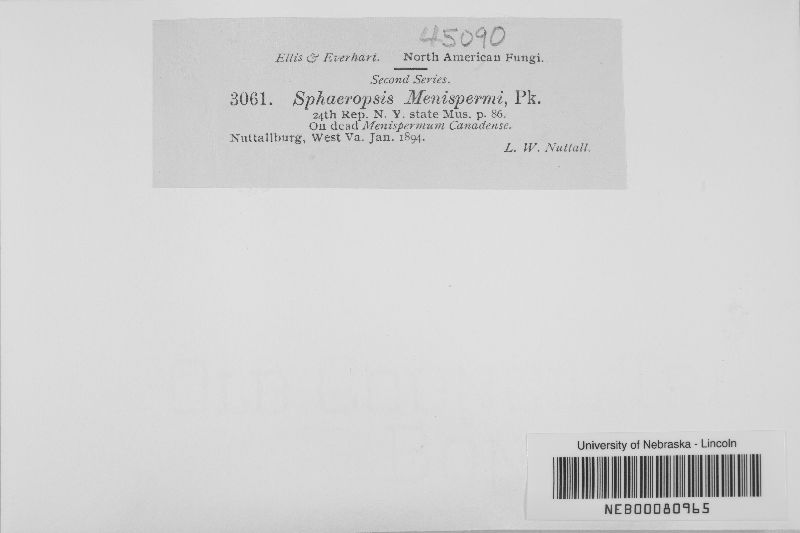 45090
Ellis & Everhart. North American Fungi.
Second Series.
3061. Sphaeropsis Menispermi, Pk.
24th Rep. N. Y. state Mus. p. 86.
On dead Menispermum Canadense.
Nuttallburg, West Va. Jan. 1894.
L. W. Nuttall.
University of Nebraska - Lincoln
NEB00080965